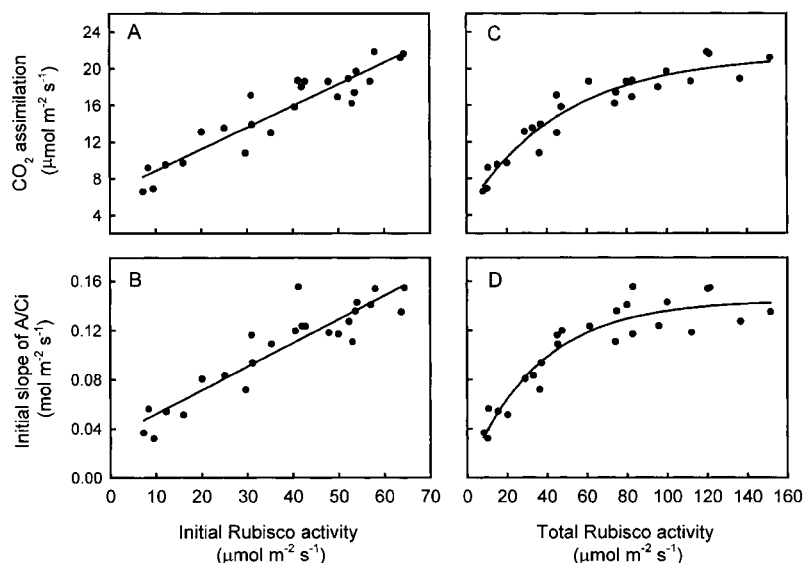 A
C
24
20
16
12
8
4
CO2 assimilation
(μmol m-2 s-1)
B
D
0.16
0.12
0.08
0.04
0.00
Initial slope of A/Ci
(mol m-2 s-1)
0 10 20 30 40 50 60 70
0 20 40 60 80 100 120 140 160
Initial Rubisco activity
(μmol m-2 s-1)
Total Rubisco activity
(μmol m-2 s-1)